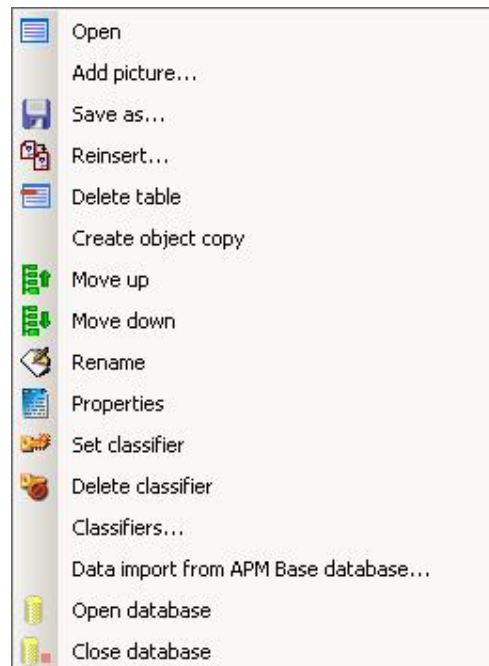 Open
Add picture...
Save as...
Reinsert...
Delete table
Create object copy
Move up
Move down
Rename
Properties
Set classifier
Delete classifier
Classifiers...
Data import from APM Base database...
Open database
Close database